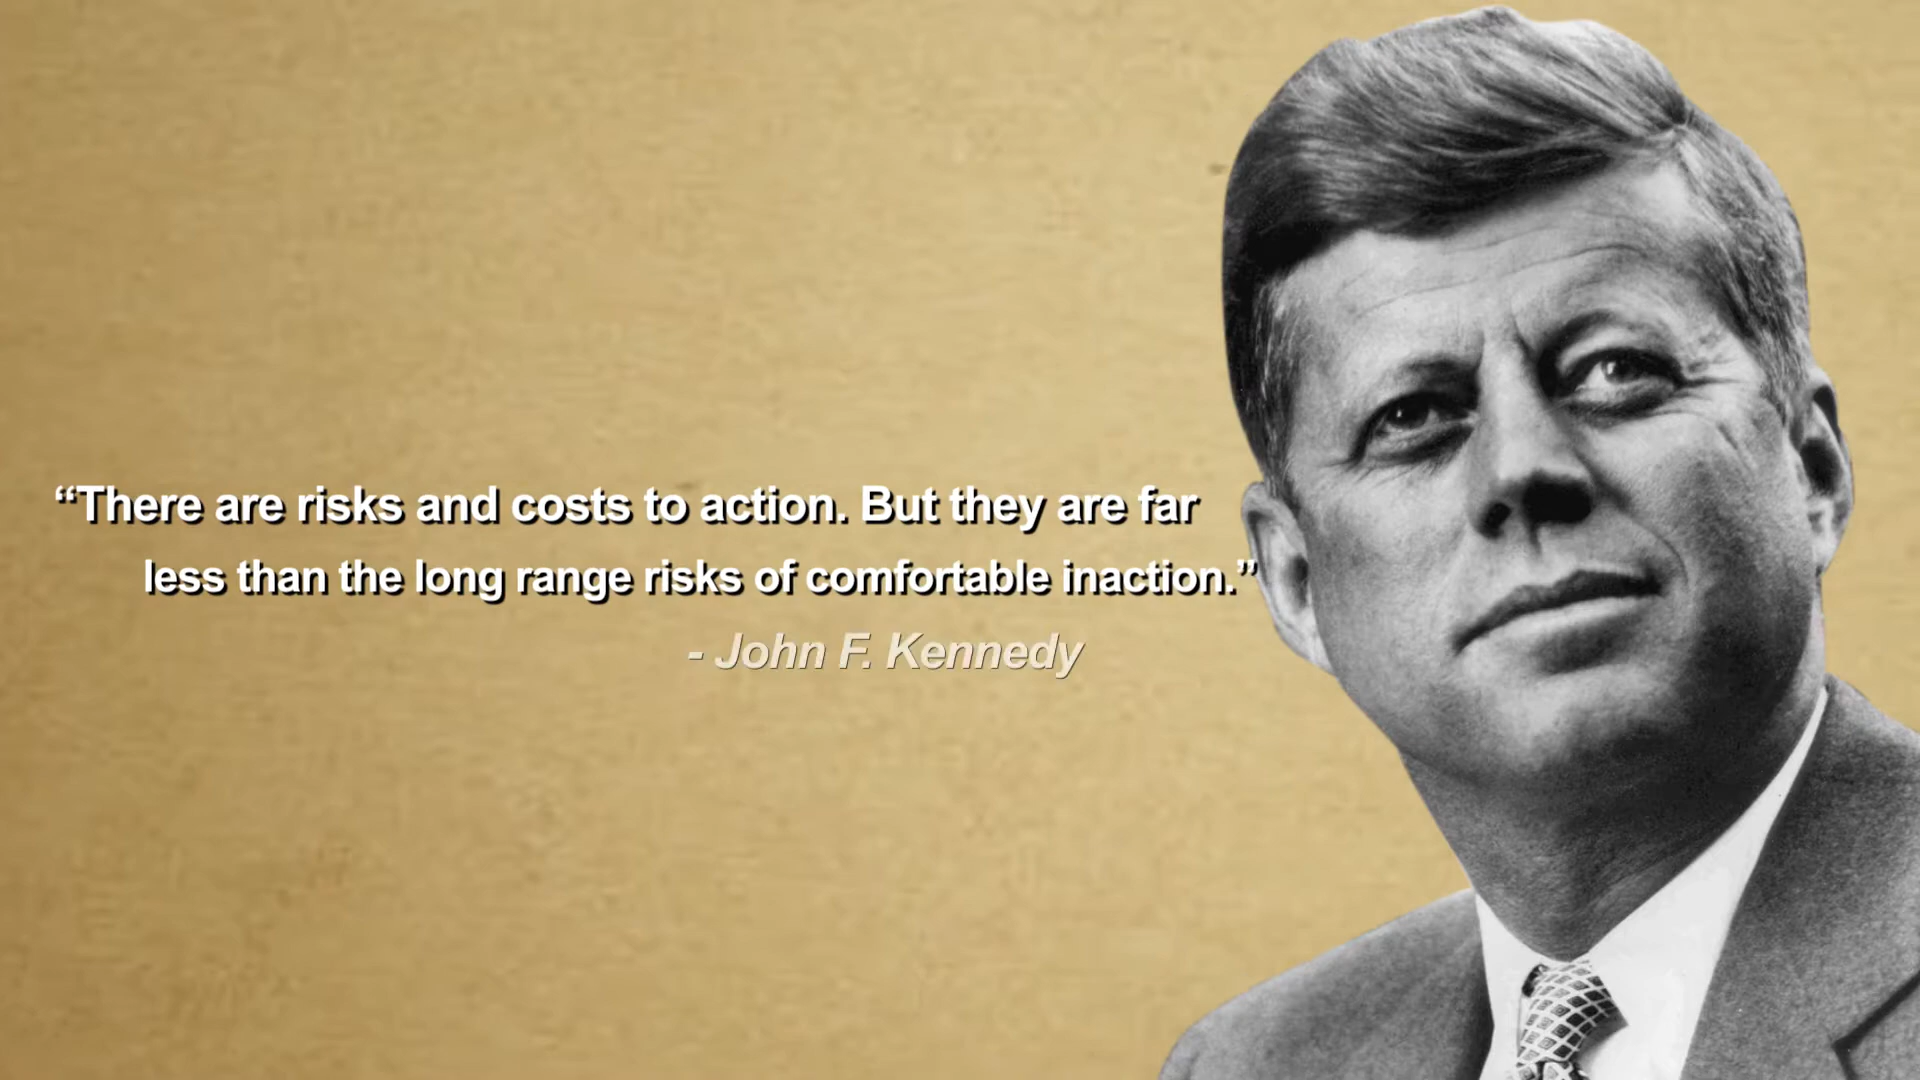 “There are risks and costs to action. But they are far
less than the long range risks of comfortable inaction.”
- John F. Kennedy